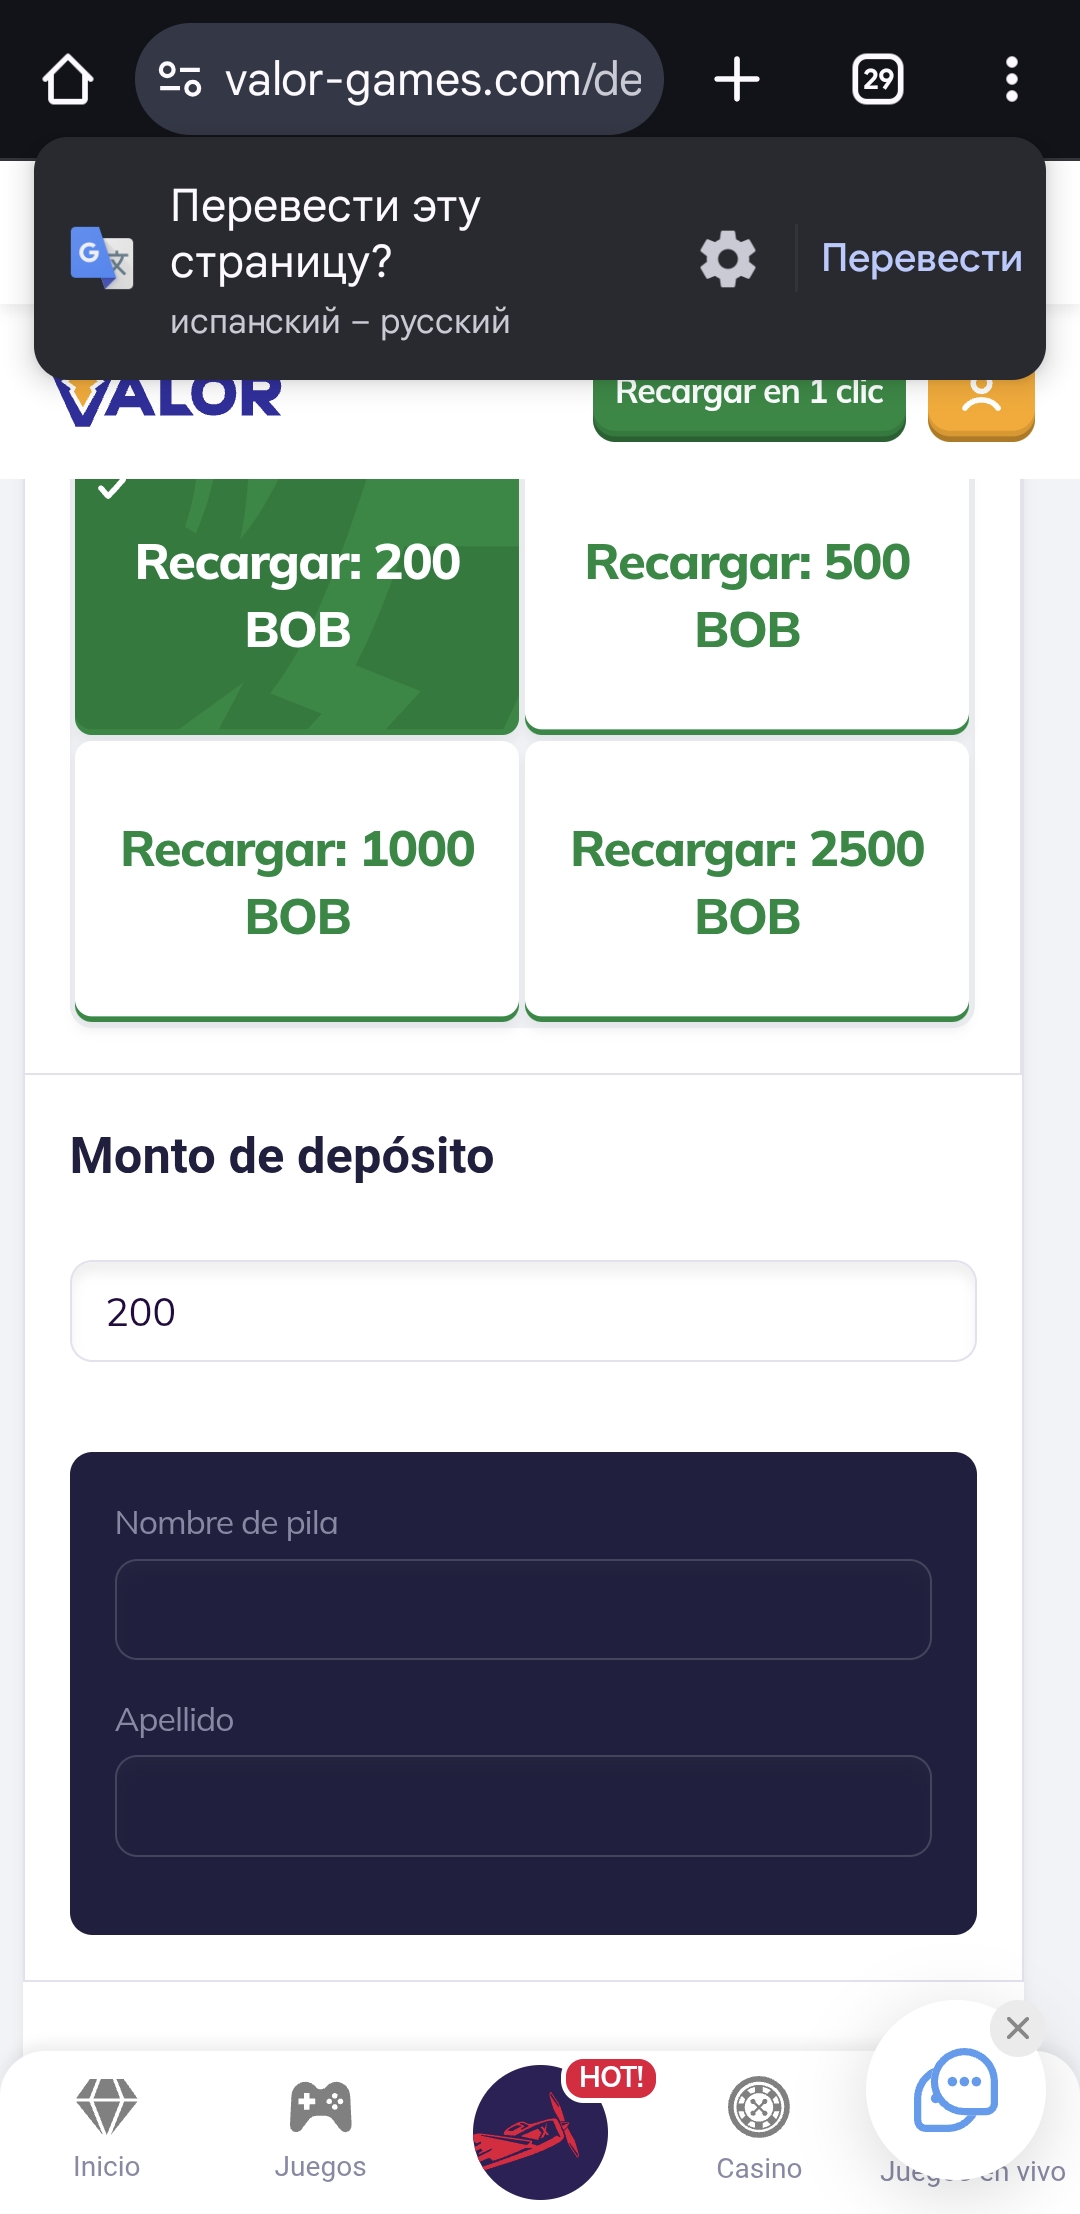 valor-games.com/de
29
Перевести эту
страницу?
испанский – русский
Перевести
VALOR
Recargar en 1 clic
Recargar: 200
BOB
Recargar: 500
BOB
Recargar: 1000
BOB
Recargar: 2500
BOB
Monto de depósito
200
Nombre de pila
Apellido
HOT!
Inicio
Juegos
Casino
Juegos en vivo